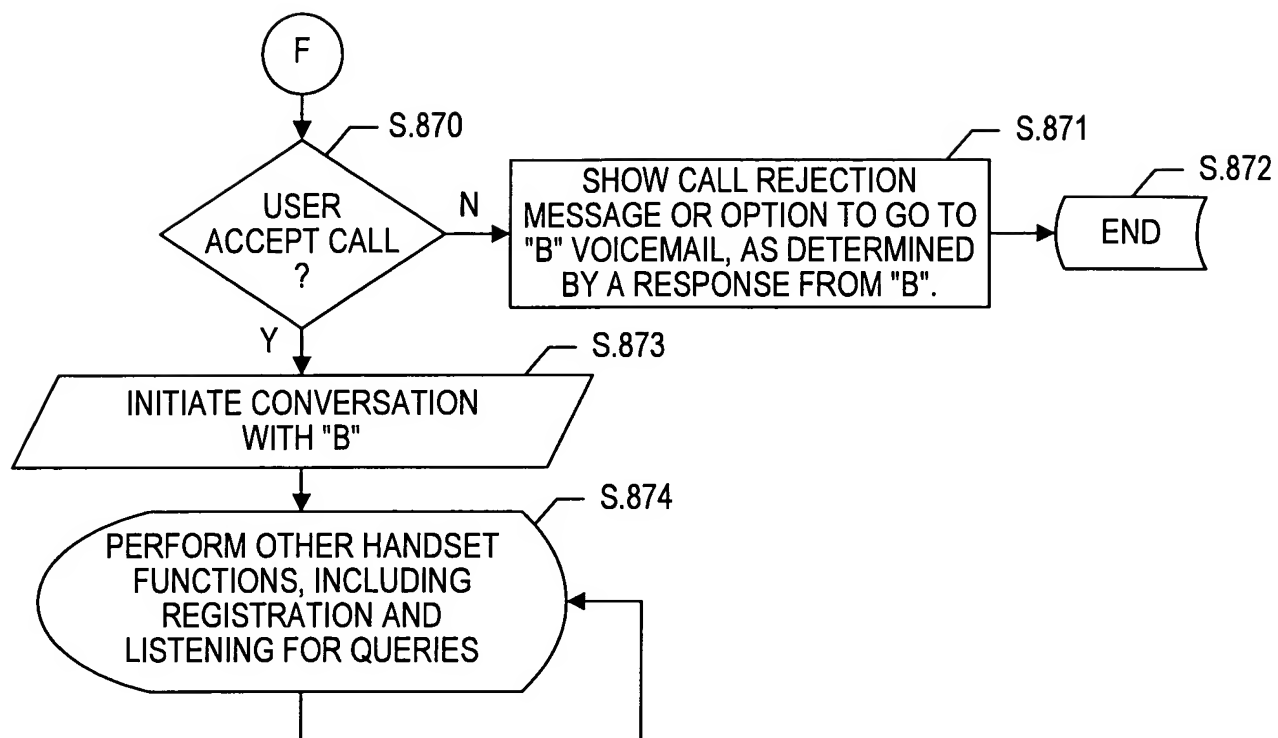 F
S.870
USER
ACCEPT CALL
?
N
S.871
SHOW CALL REJECTION
MESSAGE OR OPTION TO GO TO
"B" VOICEMAIL, AS DETERMINED
BY A RESPONSE FROM "B".
S.872
END
Y
S.873
INITIATE CONVERSATION
WITH "B"
S.874
PERFORM OTHER HANDSET
FUNCTIONS, INCLUDING
REGISTRATION AND
LISTENING FOR QUERIES